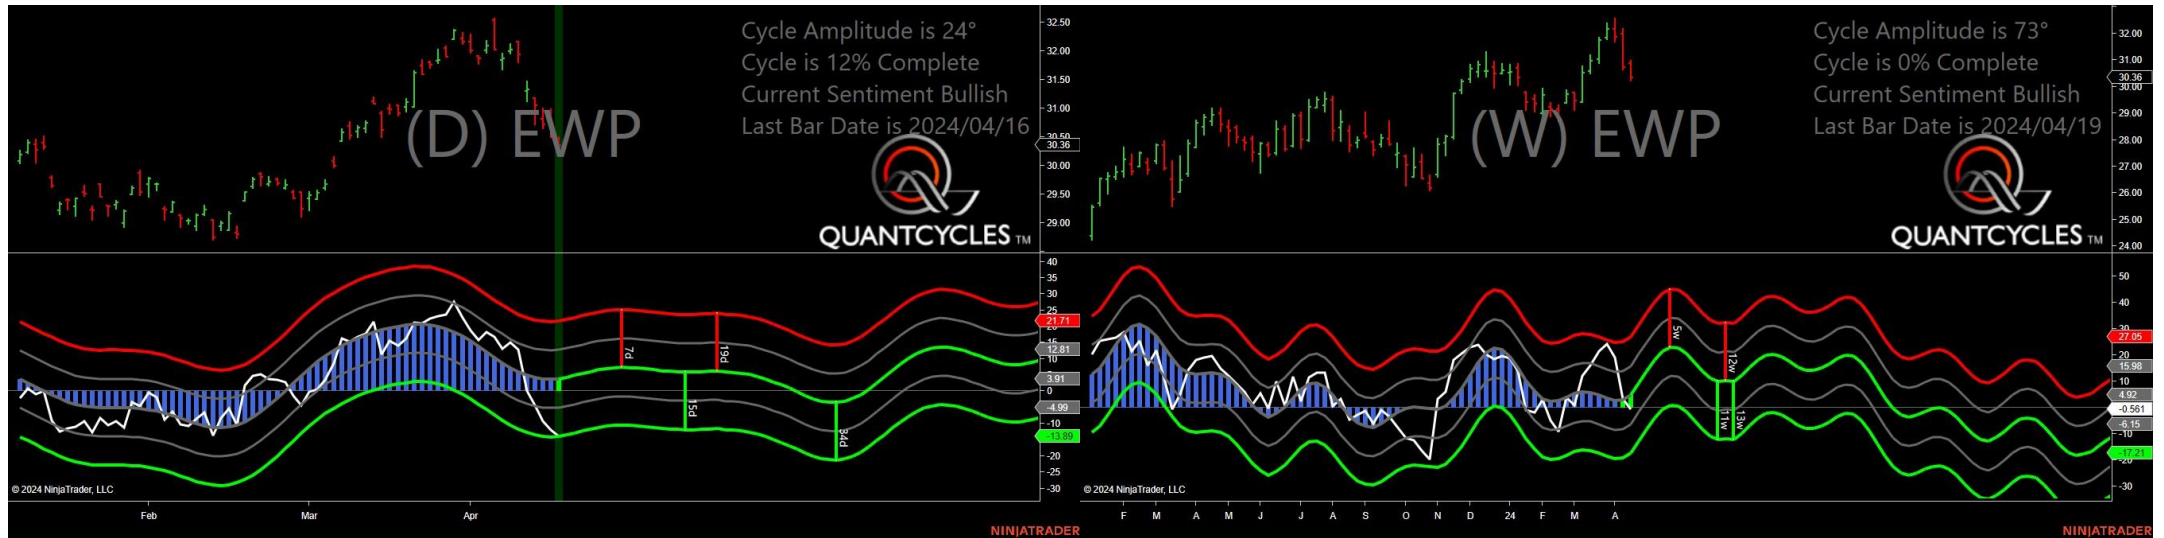 Cycle Amplitude is 24°
Cycle is 12% Complete
Current Sentiment Bullish
Last Bar Date is 2024/04/16
(D) EWP
QUANTCYCLES TM
32.50
32.00
31.50
31.00
30.50
30.36
30.00
29.50
29.00
40
35
30
25
21.71
15
12.81
10
3.91
0
-4.99
-10
-13.89
-20
-25
-30
7d
19d
15d
34d
© 2024 NinjaTrader, LLC
Feb
Mar
Apr
NINJATRADER
Cycle Amplitude is 73°
Cycle is 0% Complete
Current Sentiment Bullish
Last Bar Date is 2024/04/19
(W) EWP
QUANTCYCLES TM
32.00
31.00
30.36
30.00
29.00
28.00
27.00
26.00
25.00
24.00
50
40
30
27.05
20
15.98
10
4.92
-0.561
-6.15
-10
-17.21
-20
-30
5w
12w
11w
13w
© 2024 NinjaTrader, LLC
F
M
A
M
J
J
A
S
O
N
D
24
F
M
A
NINJATRADER